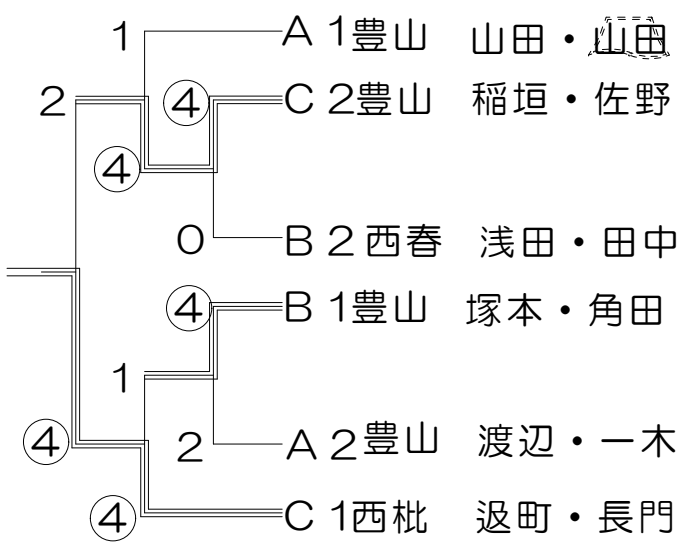 1 A 1豊山 山田・山田
2 ④ C 2豊山 稲垣・佐野
④
0 B 2西春 浅田・田中
④ B 1豊山 塚本・角田
1
④ 2 A 2豊山 渡辺・一木
④ C 1西枇 返町・長門